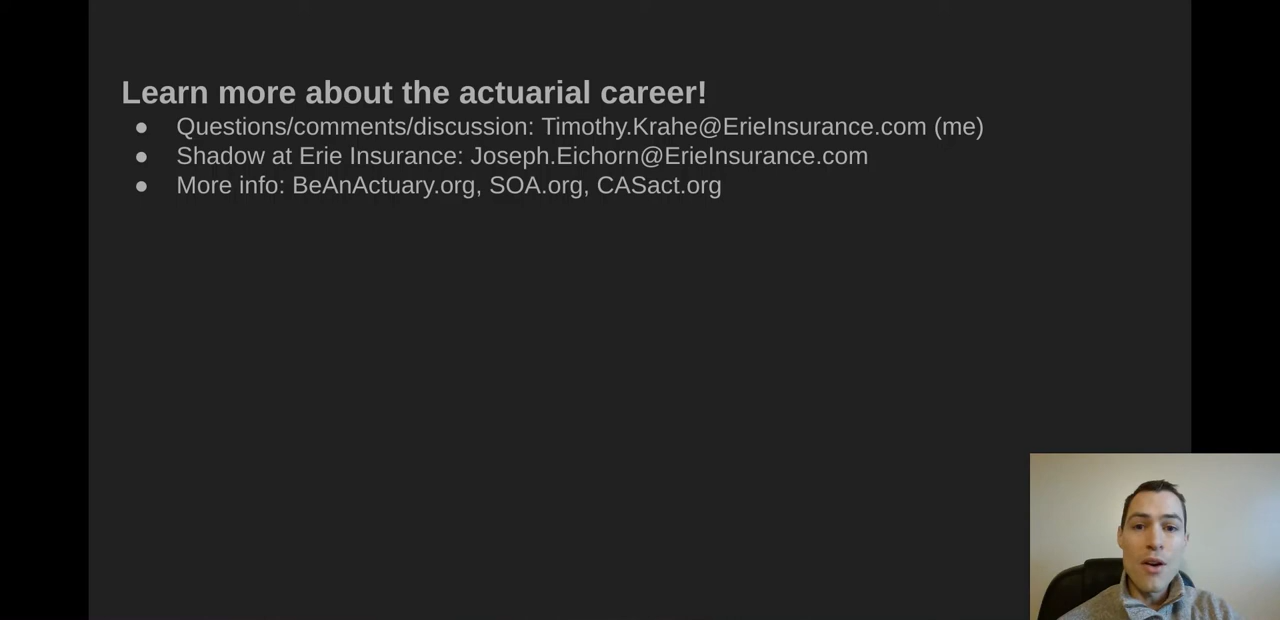 Learn more about the actuarial career!
● Questions/comments/discussion: Timothy.Krahe@ErieInsurance.com (me)
● Shadow at Erie Insurance: Joseph.Eichorn@ErieInsurance.com
● More info: BeAnActuary.org, SOA.org, CASact.org